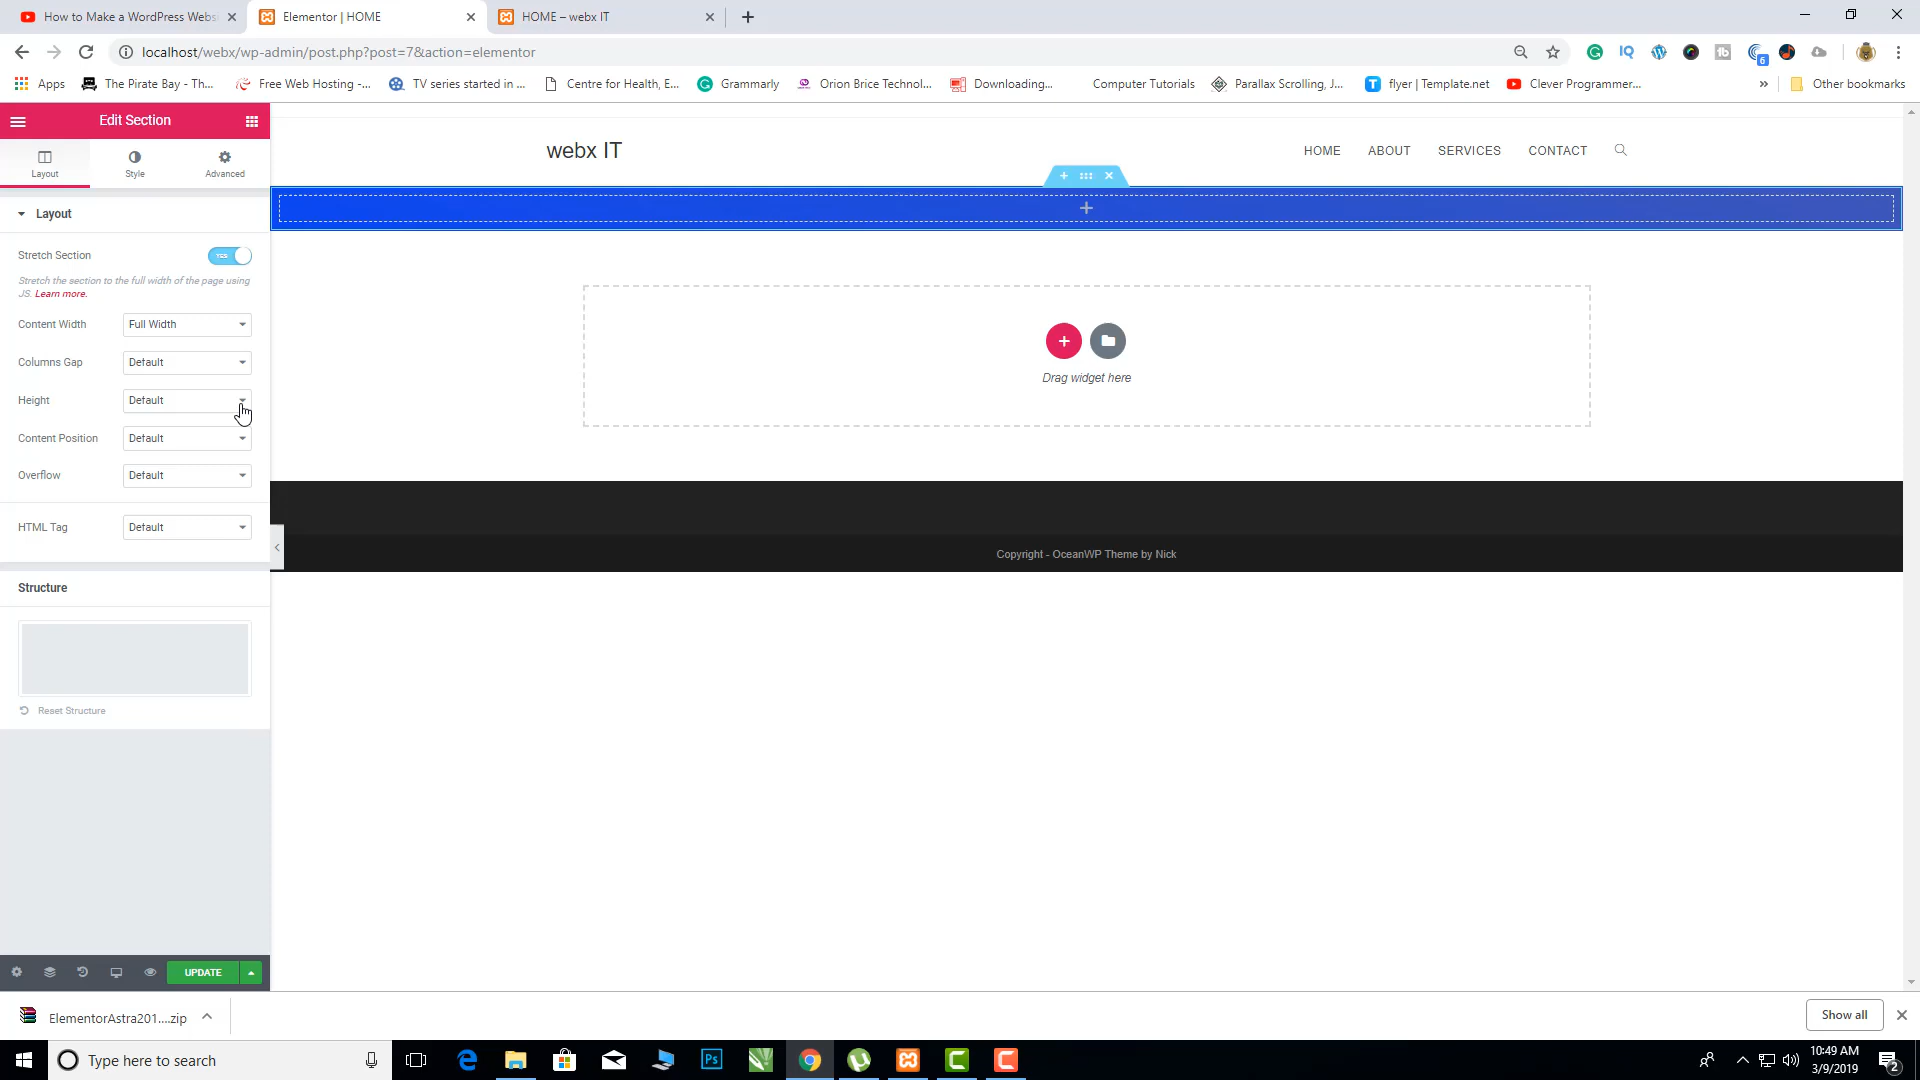 How to Make a WordPress Websi
Elementor | HOME
HOME – webx IT
localhost/webx/wp-admin/post.php?post=7&action=elementor
Apps
The Pirate Bay - Th...
Free Web Hosting -...
TV series started in ...
Centre for Health, E...
Grammarly
Orion Brice Technol...
Downloading...
Computer Tutorials
Parallax Scrolling, J...
flyer | Template.net
Clever Programmer...
Other bookmarks
Edit Section
Layout
Style
Advanced
webx IT
HOME
ABOUT
SERVICES
CONTACT
Layout
Stretch Section
YES
Stretch the section to the full width of the page using
JS. Learn more.
Content Width
Full Width
Columns Gap
Default
Height
Default
Content Position
Default
Overflow
Default
HTML Tag
Default
Drag widget here
Copyright - OceanWP Theme by Nick
Structure
Reset Structure
UPDATE
ElementorAstra201....zip
Show all
Type here to search
Ps
10:49 AM
3/9/2019
2